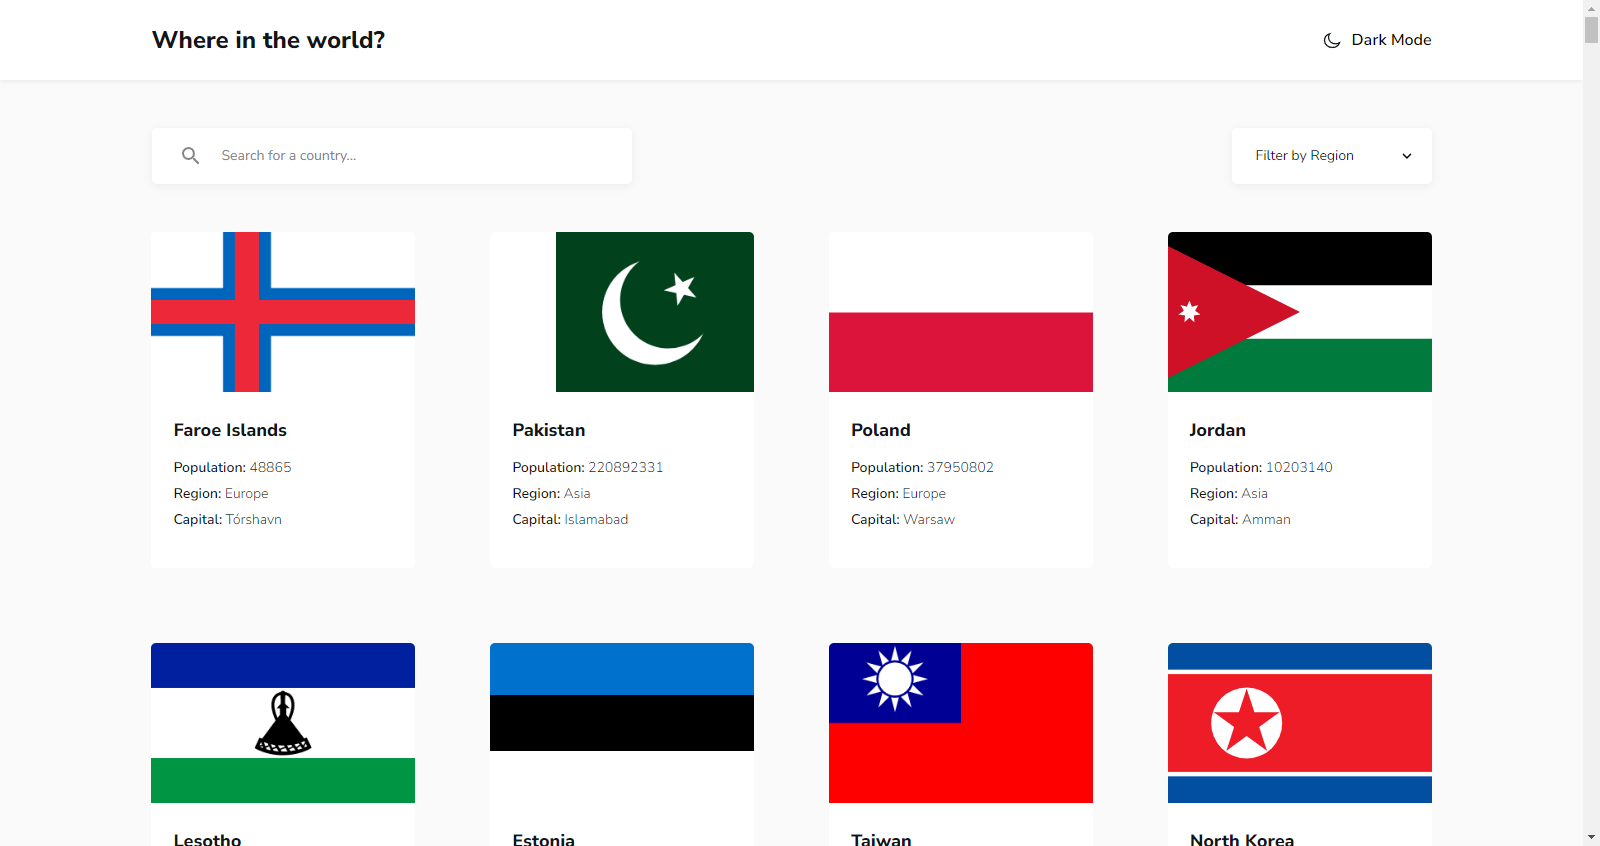 Where in the world?
Dark Mode
Search for a country...
Filter by Region
Faroe Islands
Population: 48865
Region: Europe
Capital: Tórshavn
Pakistan
Population: 220892331
Region: Asia
Capital: Islamabad
Poland
Population: 37950802
Region: Europe
Capital: Warsaw
Jordan
Population: 10203140
Region: Asia
Capital: Amman
Lesotho
Estonia
Taiwan
North Korea